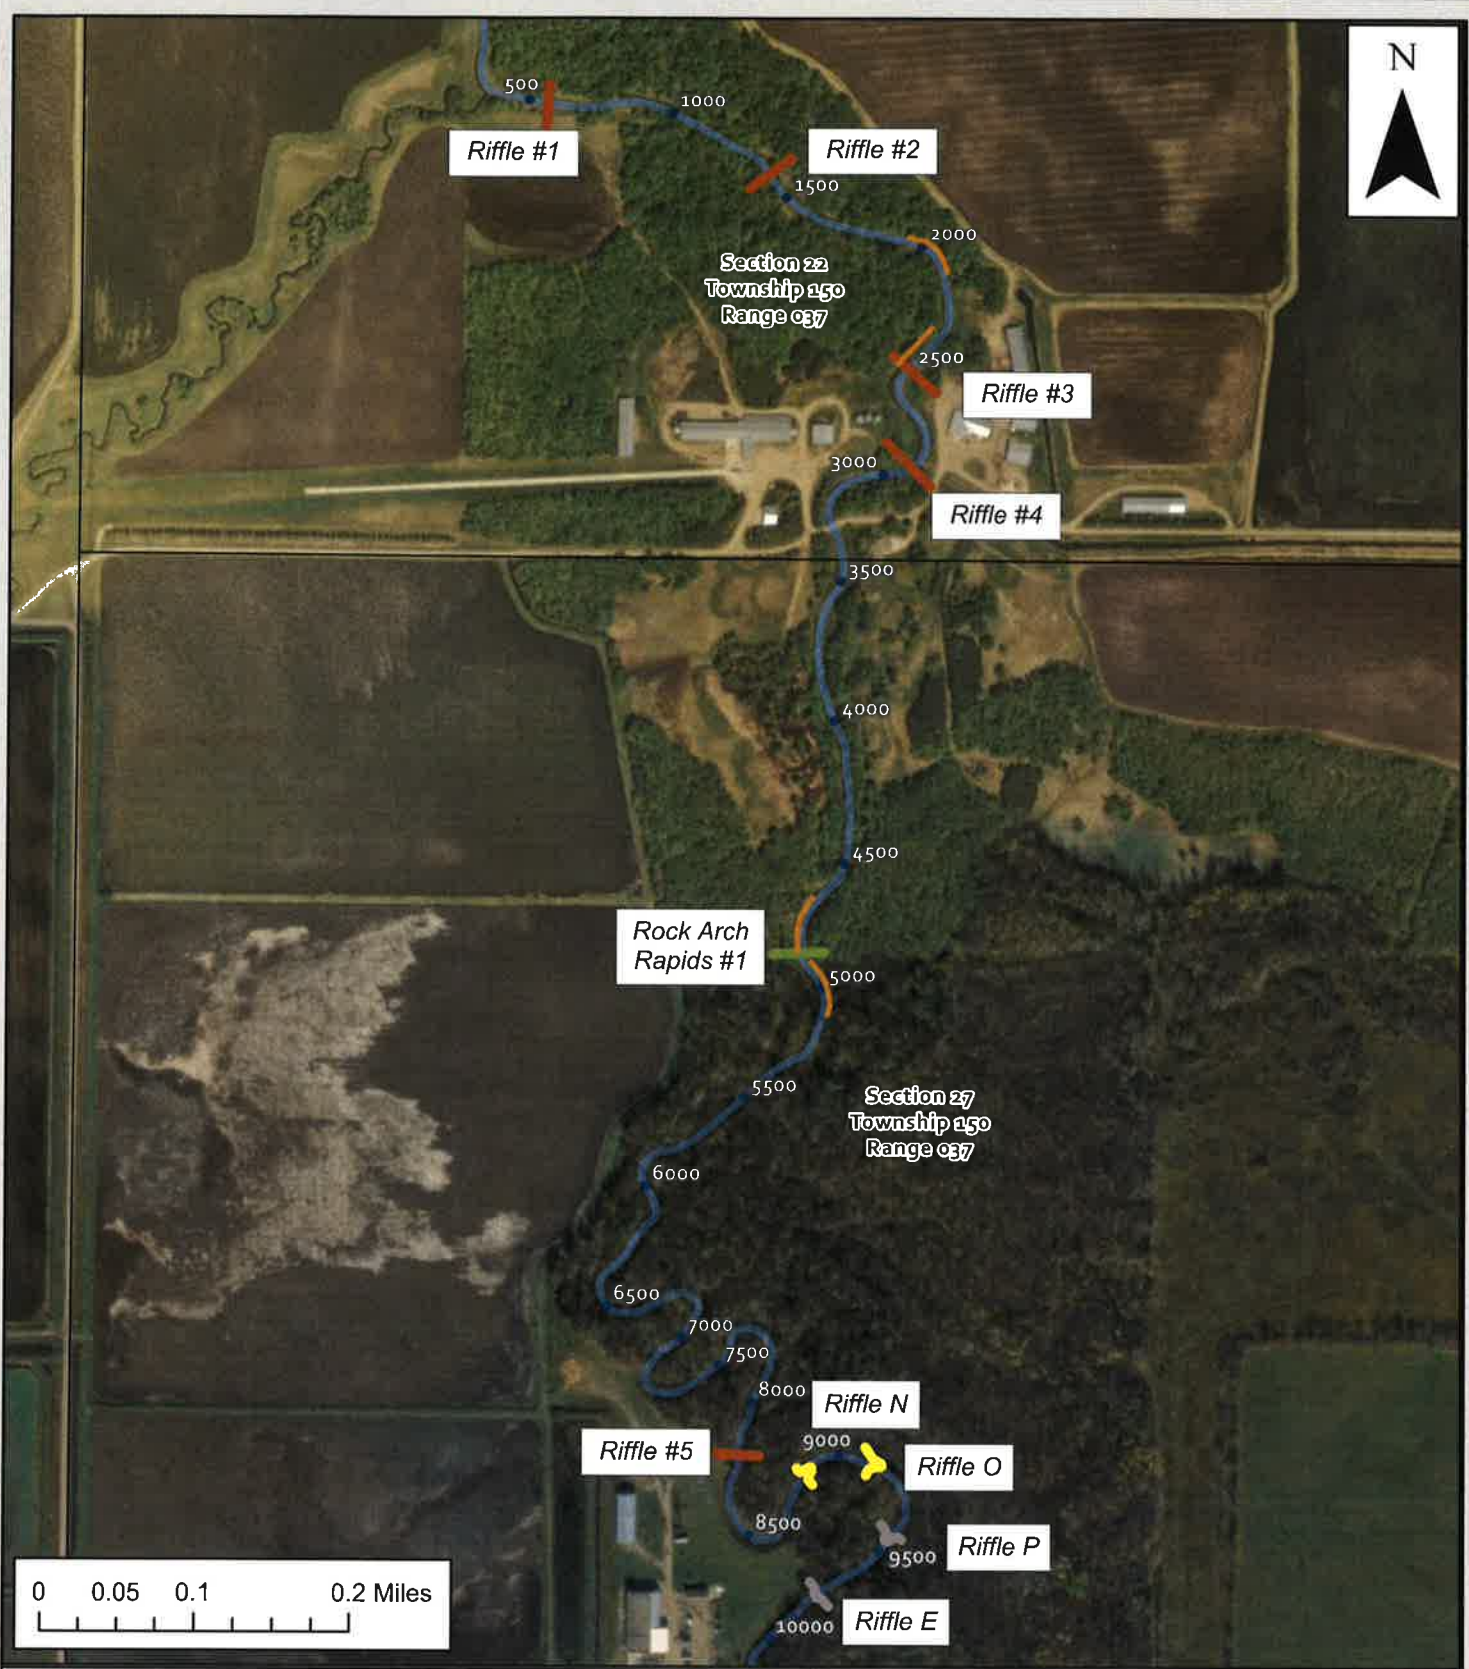 N
500
1000
Riffle #1
Riffle #2
1500
2000
Section 22
Township 150
Range 037
2500
Riffle #3
3000
Riffle #4
3500
4000
4500
Rock Arch
Rapids #1
5000
5500
Section 27
Township 150
Range 037
6000
6500
7000
7500
8000
Riffle N
9000
Riffle #5
Riffle O
8500
Riffle P
9500
0 0.05 0.1 0.2 Miles
Riffle E
10000